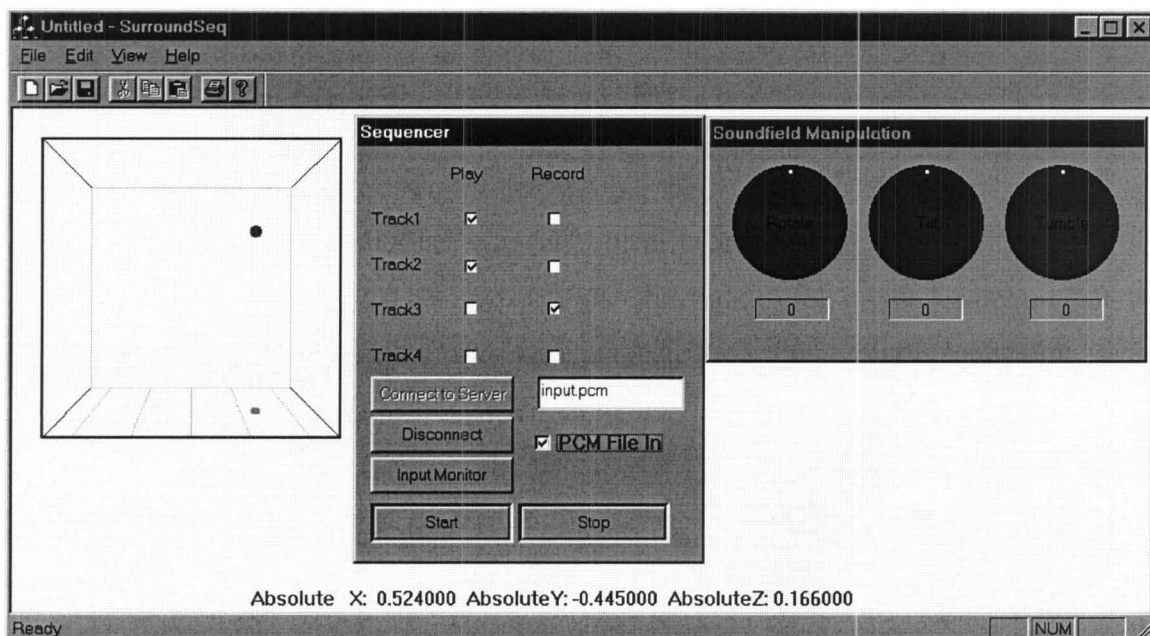 Untitled - SurroundSeq
File Edit View Help
Sequencer
Play Record
Track1
Track2
Track3
Track4
Connect to Server input.pcm
Disconnect PCM File In
Input Monitor
Start Stop
Soundfield Manipulation
Rotate Tilt Tumble
0 0 0
Absolute X: 0.524000 AbsoluteY: -0.445000 AbsoluteZ: 0.166000
Ready NUM